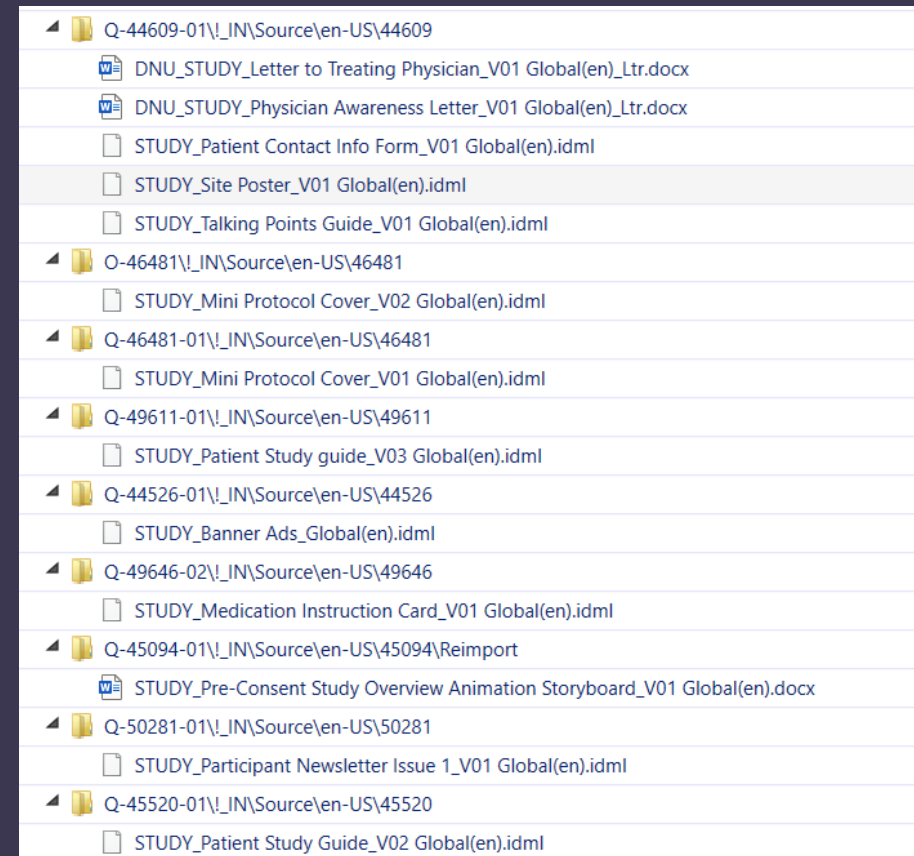 Q-44609-01\!_IN\Source\en-US\44609
DNU_STUDY_Letter to Treating Physician_V01 Global(en)_Ltr.docx
DNU_STUDY_Physician Awareness Letter_V01 Global(en)_Ltr.docx
STUDY_Patient Contact Info Form_V01 Global(en).idml
STUDY_Site Poster_V01 Global(en).idml
STUDY_Talking Points Guide_V01 Global(en).idml
O-46481\!_IN\Source\en-US\46481
STUDY_Mini Protocol Cover_V02 Global(en).idml
Q-46481-01\!_IN\Source\en-US\46481
STUDY_Mini Protocol Cover_V01 Global(en).idml
Q-49611-01\!_IN\Source\en-US\49611
STUDY_Patient Study guide_V03 Global(en).idml
Q-44526-01\!_IN\Source\en-US\44526
STUDY_Banner Ads_Global(en).idml
Q-49646-02\!_IN\Source\en-US\49646
STUDY_Medication Instruction Card_V01 Global(en).idml
Q-45094-01\!_IN\Source\en-US\45094\Reimport
STUDY_Pre-Consent Study Overview Animation Storyboard_V01 Global(en).docx
Q-50281-01\!_IN\Source\en-US\50281
STUDY_Participant Newsletter Issue 1_V01 Global(en).idml
Q-45520-01\!_IN\Source\en-US\45520
STUDY_Patient Study Guide_V02 Global(en).idml